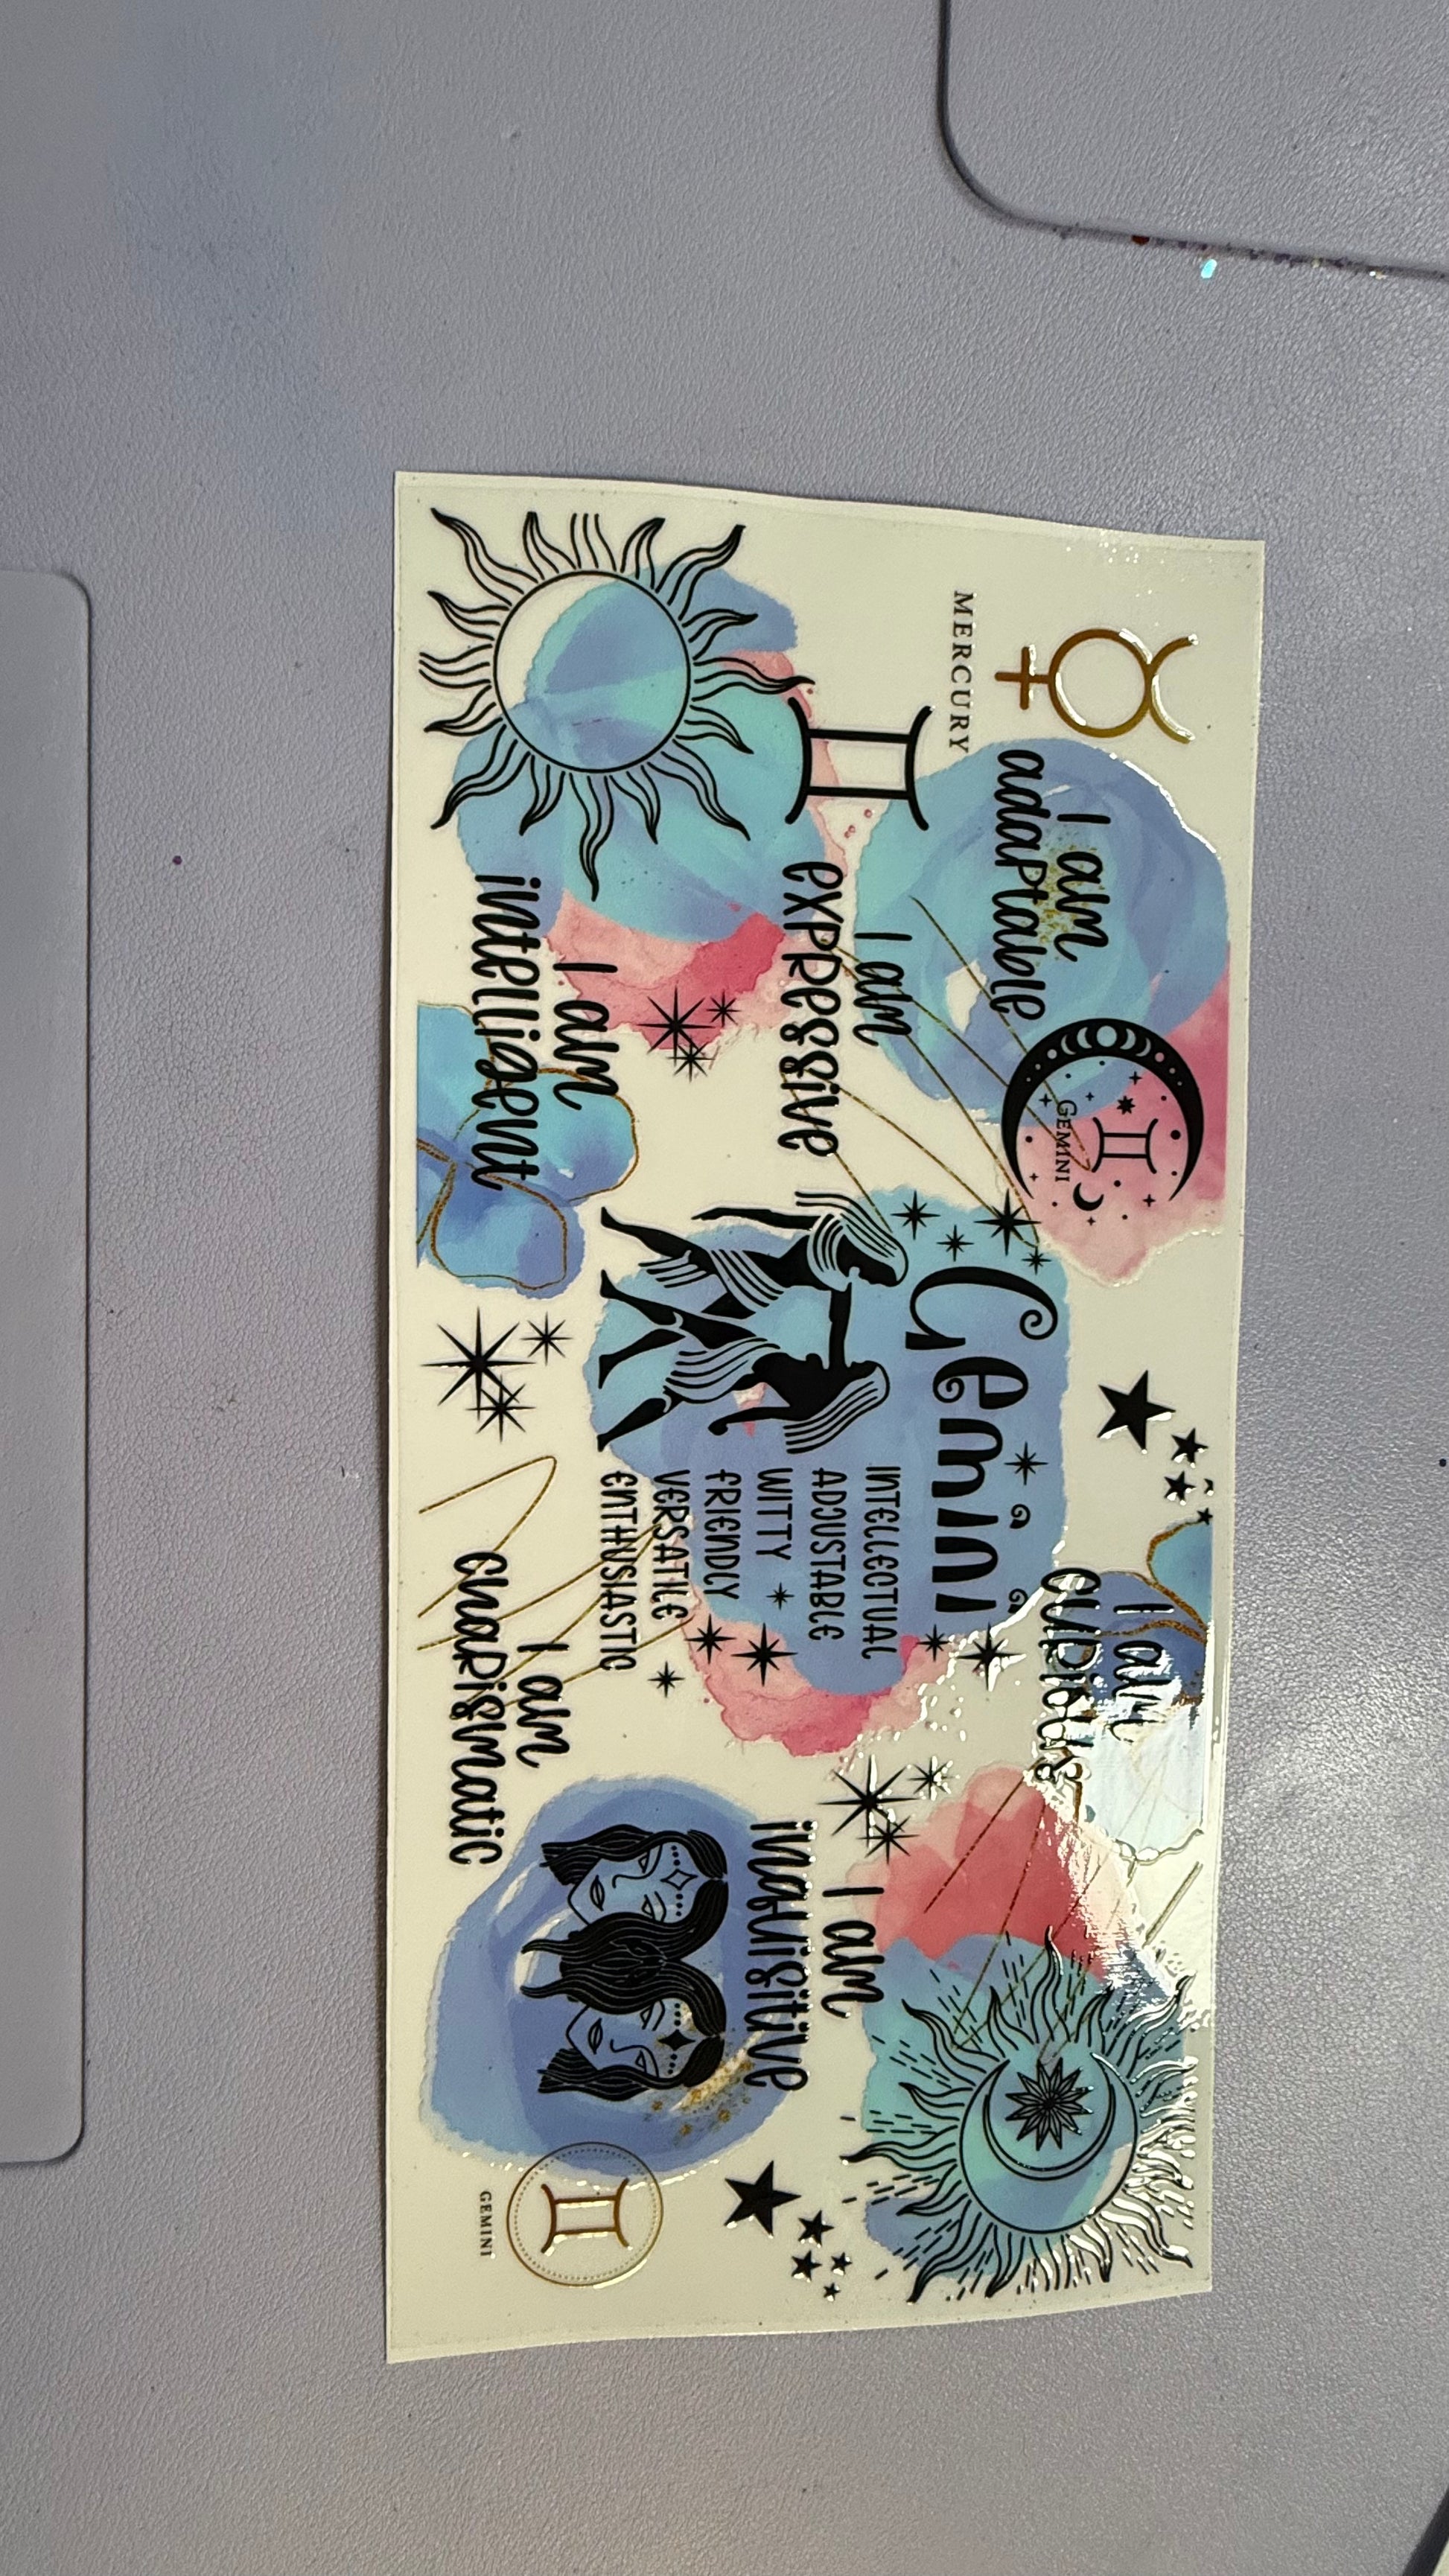 MERCURY
I am
adaptable
GEMINI
I am
curious
I am
expressive
Gemini
INTELLECTUAL
ADJUSTABLE
WITTY
FRIENDLY
VERSATILE
ENTHUSIASTIC
I am
inquisitive
I am
intelligent
I am
charismatic
GEMINI